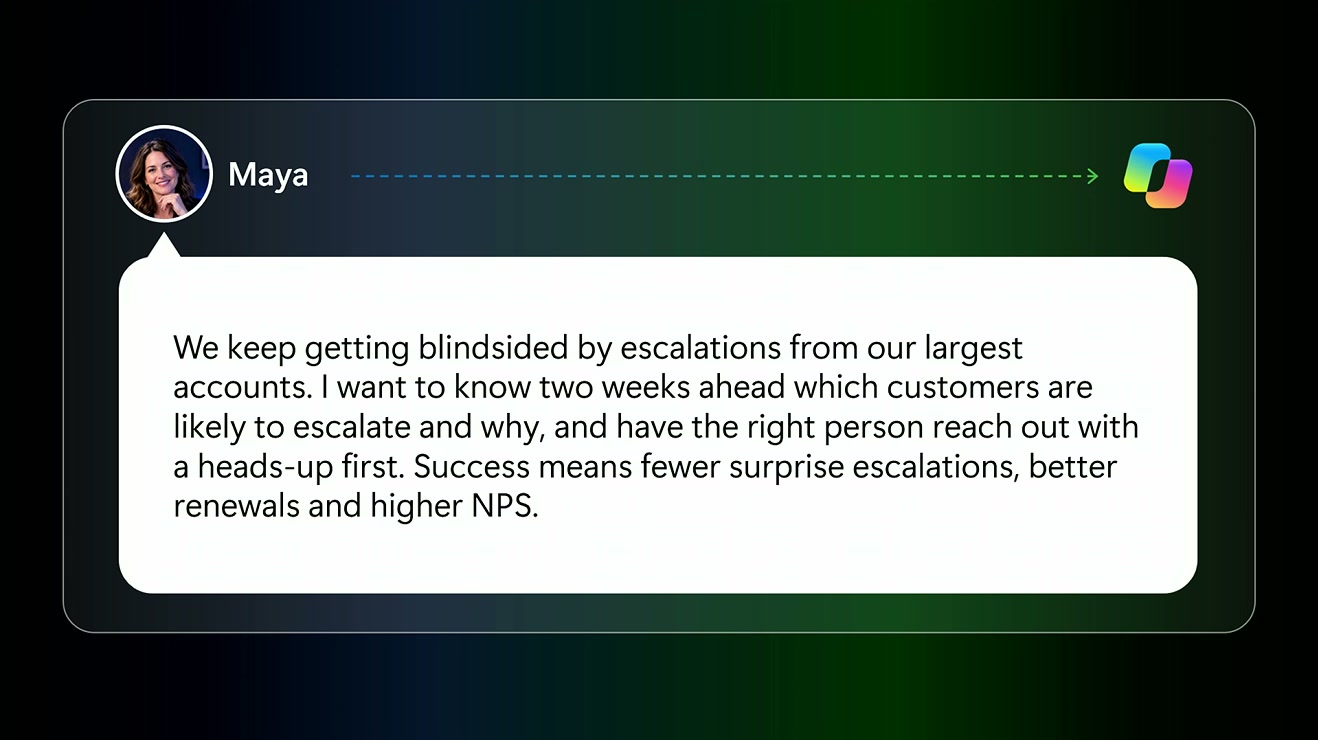 Maya
We keep getting blindsided by escalations from our largest
accounts. I want to know two weeks ahead which customers are
likely to escalate and why, and have the right person reach out with
a heads-up first. Success means fewer surprise escalations, better
renewals and higher NPS.